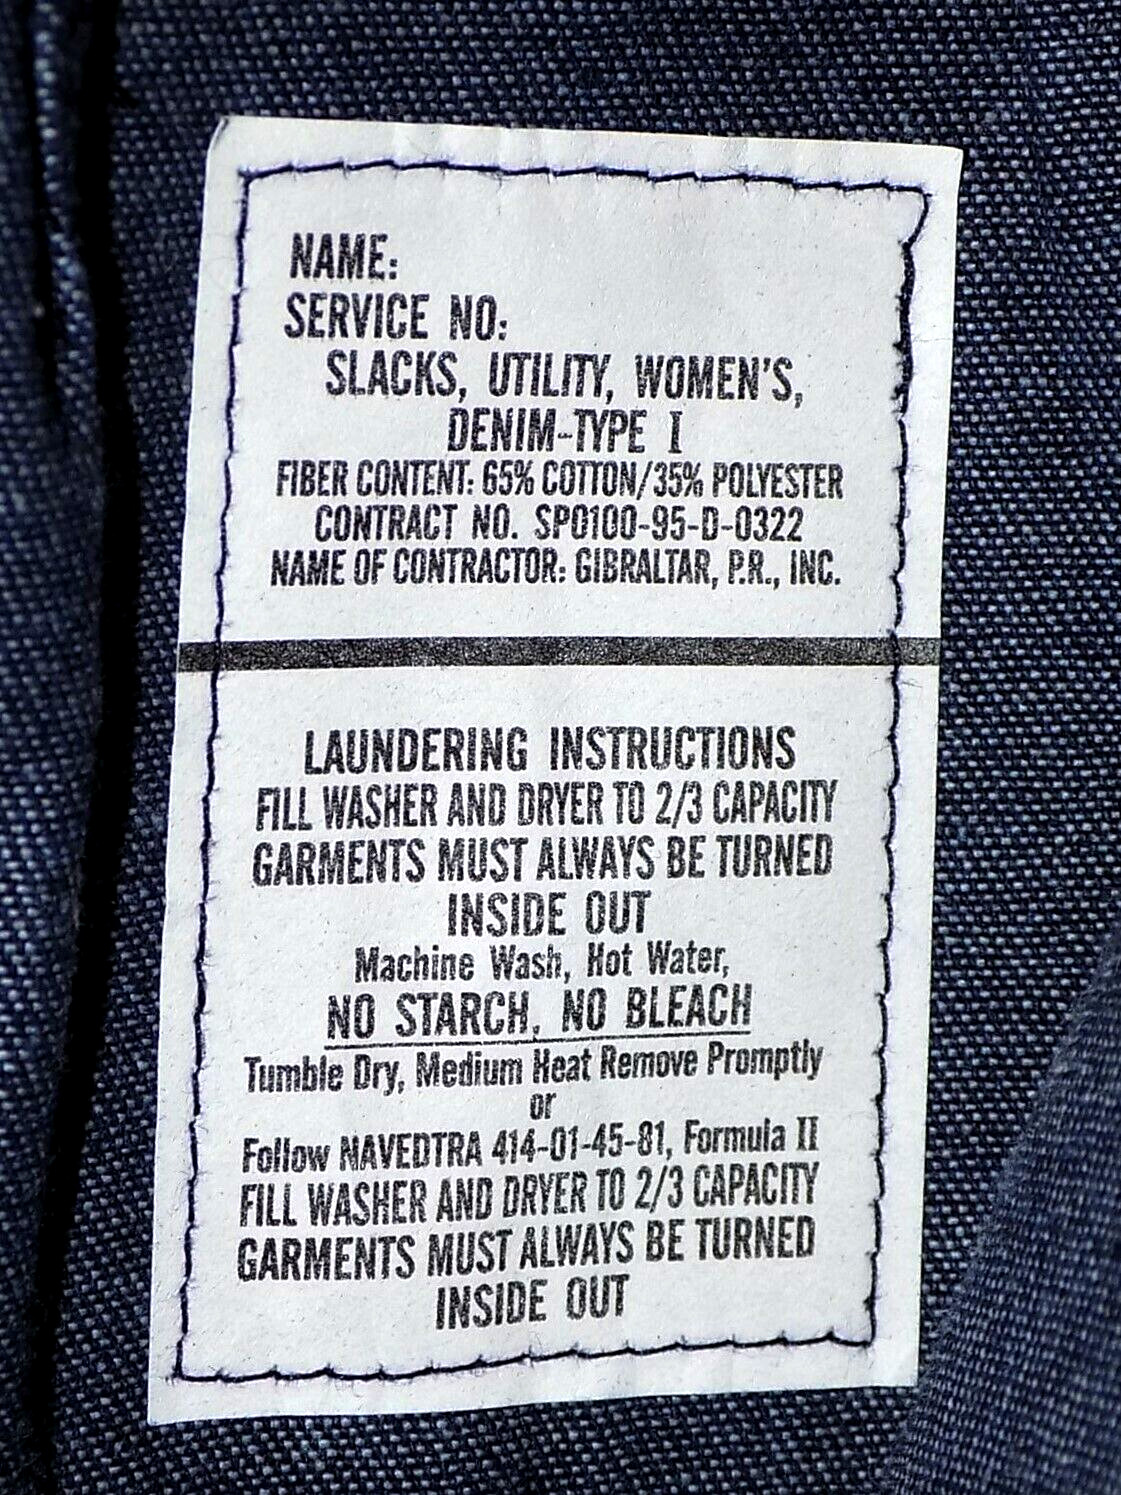 NAME:
SERVICE NO:
SLACKS, UTILITY, WOMEN'S,
DENIM-TYPE I
FIBER CONTENT: 65% COTTON/35% POLYESTER
CONTRACT NO. SP0100-95-D-0322
NAME OF CONTRACTOR: GIBRALTAR, P.R., INC.
LAUNDERING INSTRUCTIONS
FILL WASHER AND DRYER TO 2/3 CAPACITY
GARMENTS MUST ALWAYS BE TURNED
INSIDE OUT
Machine Wash, Hot Water,
NO STARCH, NO BLEACH
Tumble Dry, Medium Heat Remove Promptly
or
Follow NAVEDTRA 414-01-45-81, Formula II
FILL WASHER AND DRYER TO 2/3 CAPACITY
GARMENTS MUST ALWAYS BE TURNED
INSIDE OUT